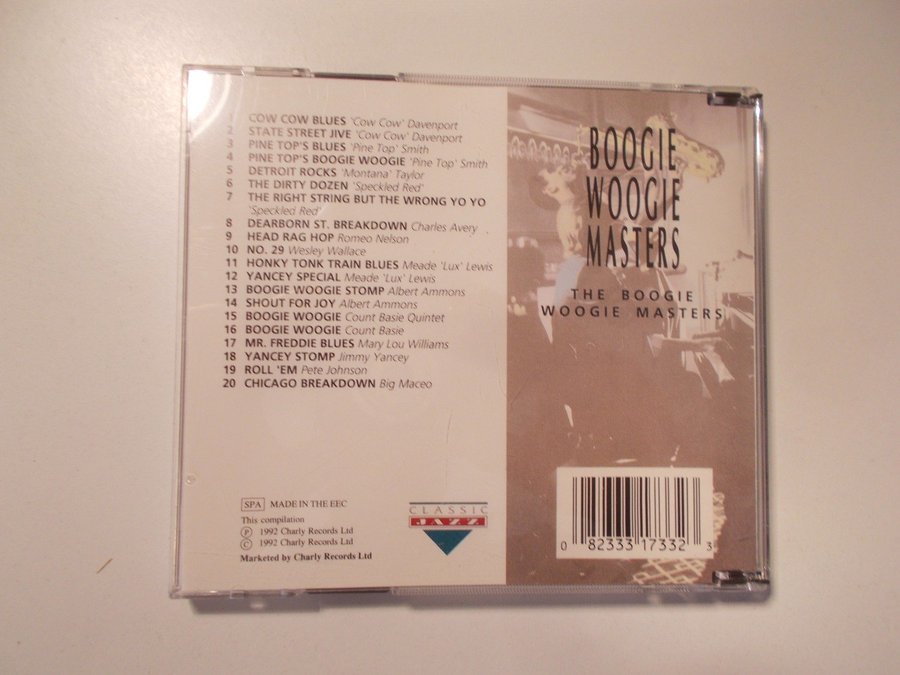 1 COW COW BLUES 'Cow Cow' Davenport
2 STATE STREET JIVE 'Cow Cow' Davenport
3 PINE TOP'S BLUES 'Pine Top' Smith
4 PINE TOP'S BOOGIE WOOGIE 'Pine Top' Smith
5 DETROIT ROCKS 'Montana' Taylor
6 THE DIRTY DOZEN 'Speckled Red'
7 THE RIGHT STRING BUT THE WRONG YO YO
'Speckled Red'
8 DEARBORN ST. BREAKDOWN Charles Avery
9 HEAD RAG HOP Romeo Nelson
10 NO. 29 Wesley Wallace
11 HONKY TONK TRAIN BLUES Meade 'Lux' Lewis
12 YANCEY SPECIAL Meade 'Lux' Lewis
13 BOOGIE WOOGIE STOMP Albert Ammons
14 SHOUT FOR JOY Albert Ammons
15 BOOGIE WOOGIE Count Basie Quintet
16 BOOGIE WOOGIE Count Basie
17 MR. FREDDIE BLUES Mary Lou Williams
18 YANCEY STOMP Jimmy Yancey
19 ROLL 'EM Pete Johnson
20 CHICAGO BREAKDOWN Big Maceo
SPA MADE IN THE EEC
This compilation
Ⓟ 1992 Charly Records Ltd
© 1992 Charly Records Ltd
Marketed by Charly Records Ltd
CLASSIC
JAZZ
BOOGIE
WOOGIE
MASTERS
THE BOOGIE
WOOGIE MASTERS
0 82333 17332 3